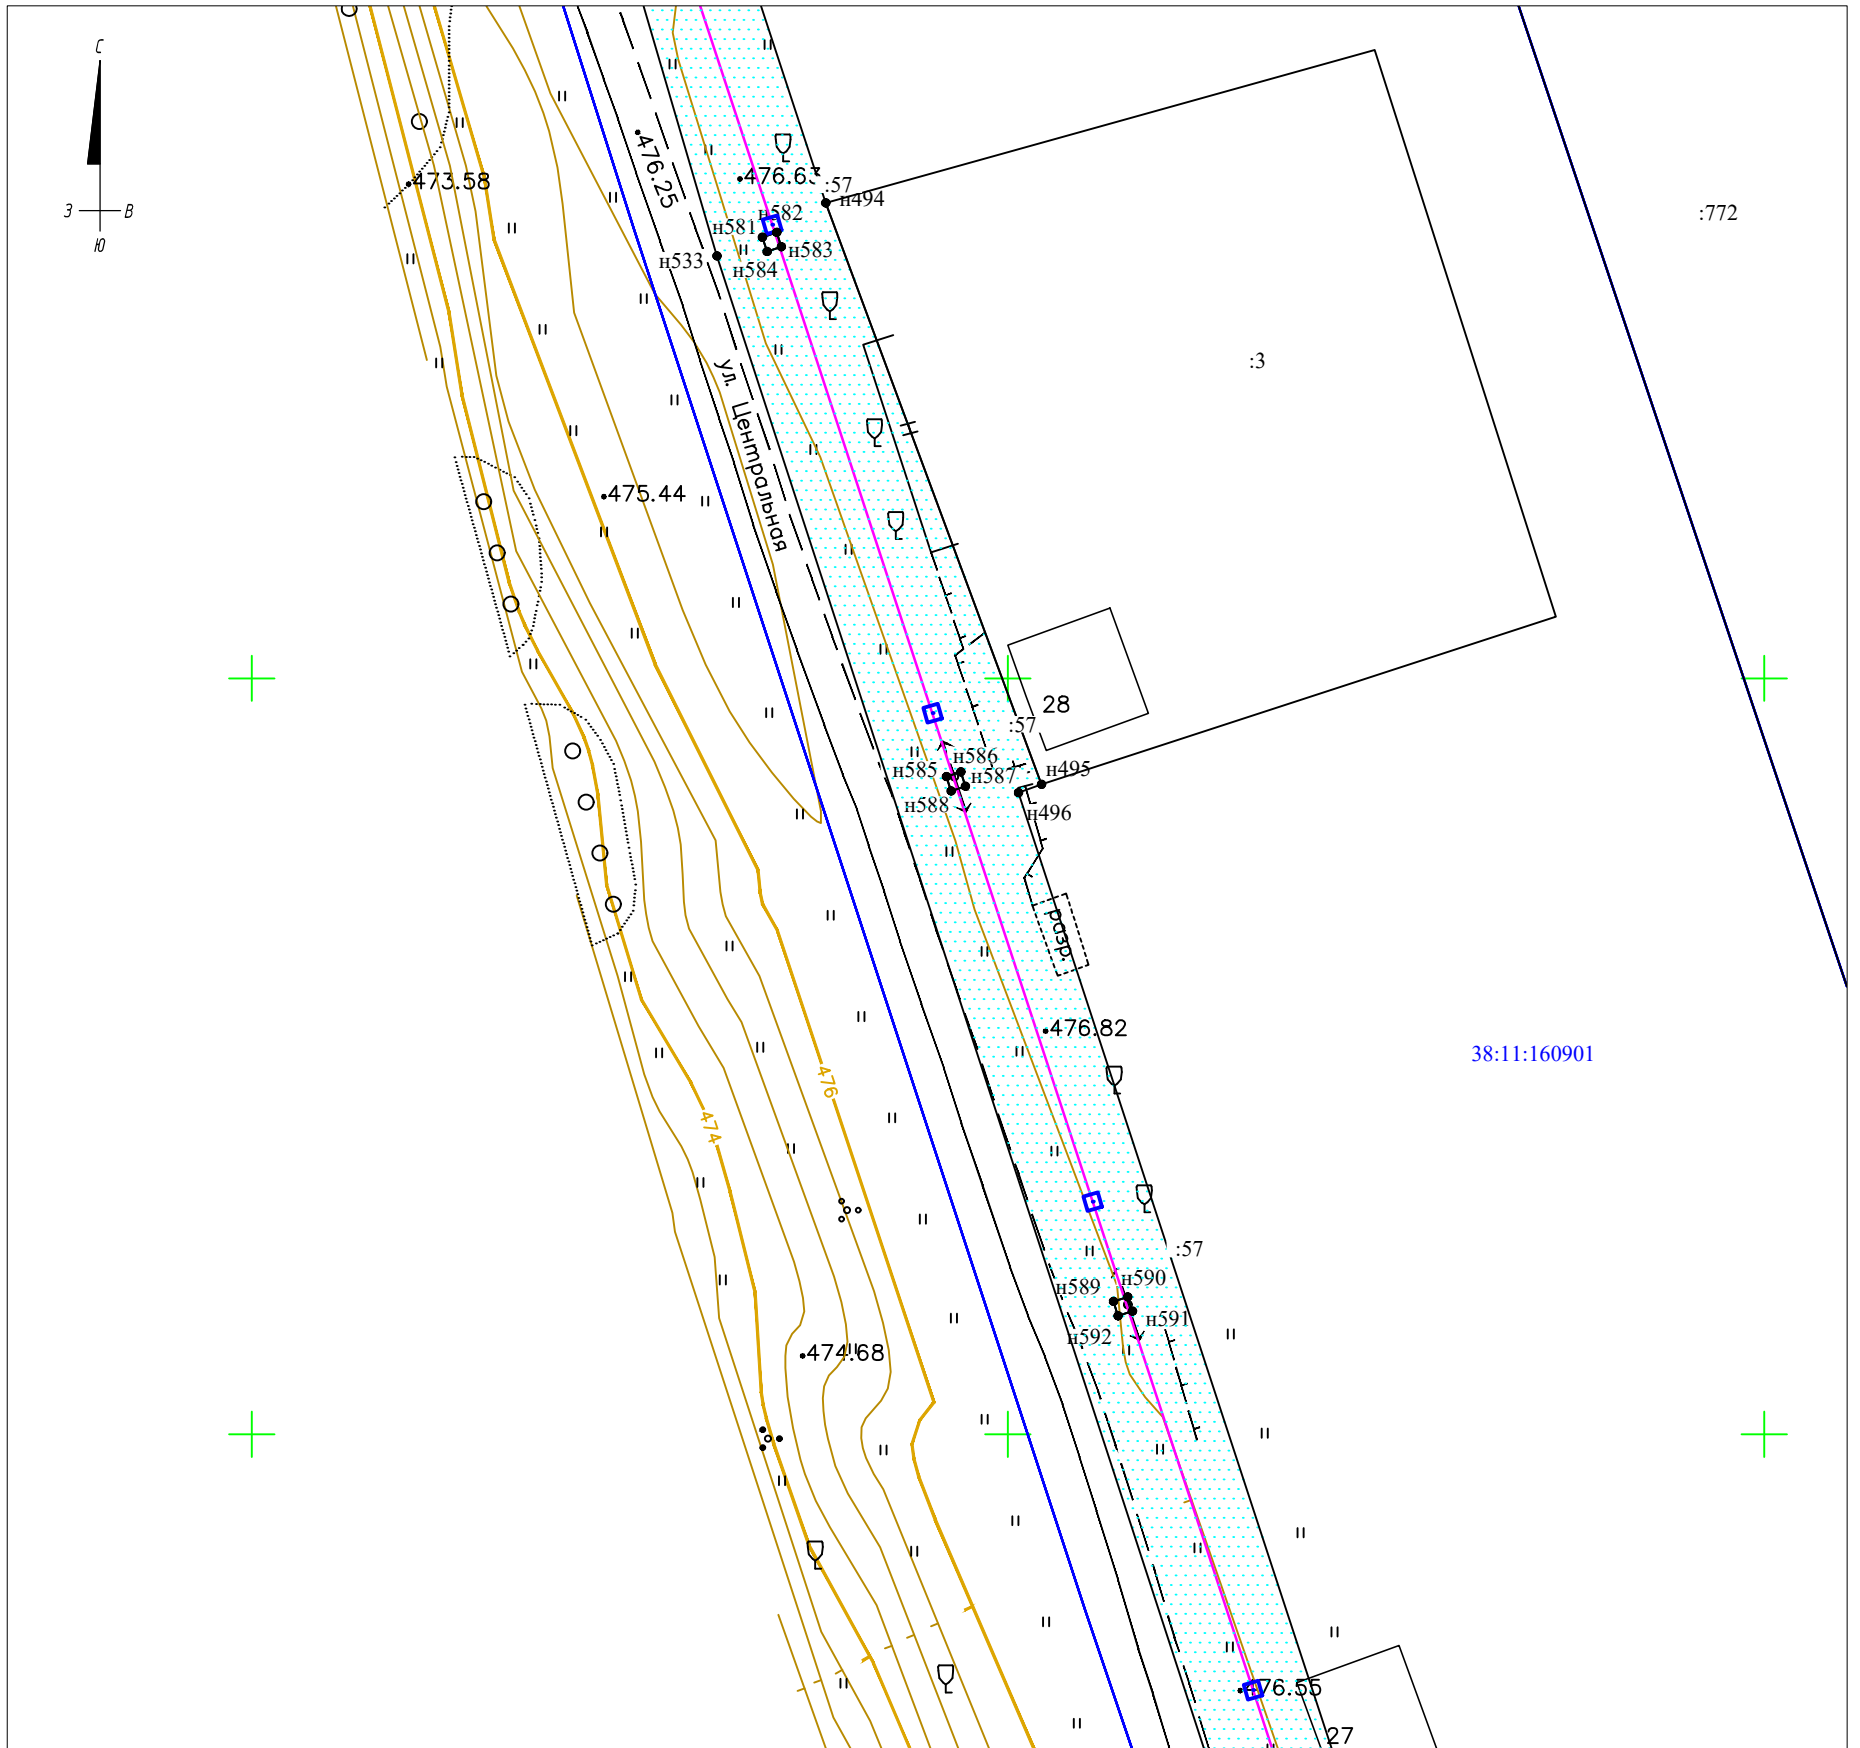 С
З
В
Ю
473.58
476.25
476.63
:57
н494
н582
н581
н583
н533
н584
:772
:3
ул. Центральная
475.44
28
:57
н586
н585
н587
н495
н588
н496
разр.
476.82
38:11:160901
476
474
:57
н590
н589
н591
н592
474.68
476.55
27